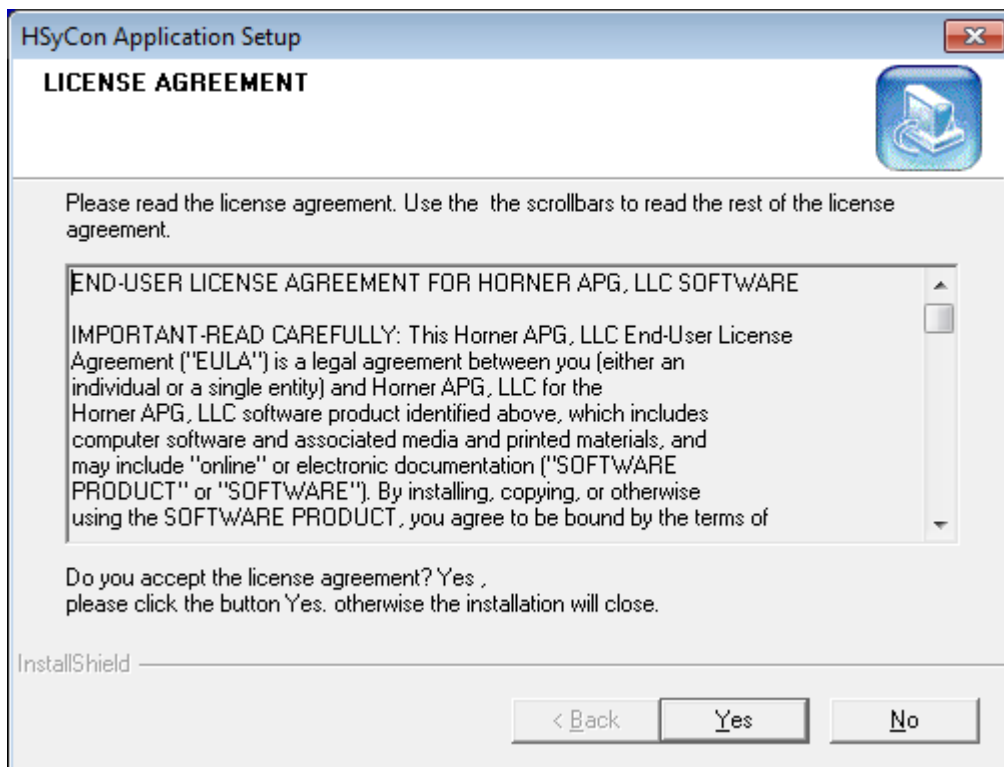 HSyCon Application Setup
LICENSE AGREEMENT
Please read the license agreement. Use the  the scrollbars to read the rest of the license
agreement.
END-USER LICENSE AGREEMENT FOR HORNER APG, LLC SOFTWARE
IMPORTANT-READ CAREFULLY: This Horner APG, LLC End-User License
Agreement ("EULA") is a legal agreement between you (either an
individual or a single entity) and Horner APG, LLC for the
Horner APG, LLC software product identified above, which includes
computer software and associated media and printed materials, and
may include "online" or electronic documentation ("SOFTWARE
PRODUCT" or "SOFTWARE"). By installing, copying, or otherwise
using the SOFTWARE PRODUCT, you agree to be bound by the terms of
Do you accept the license agreement? Yes ,
please click the button Yes. otherwise the installation will close.
InstallShield
< Back
Yes
No